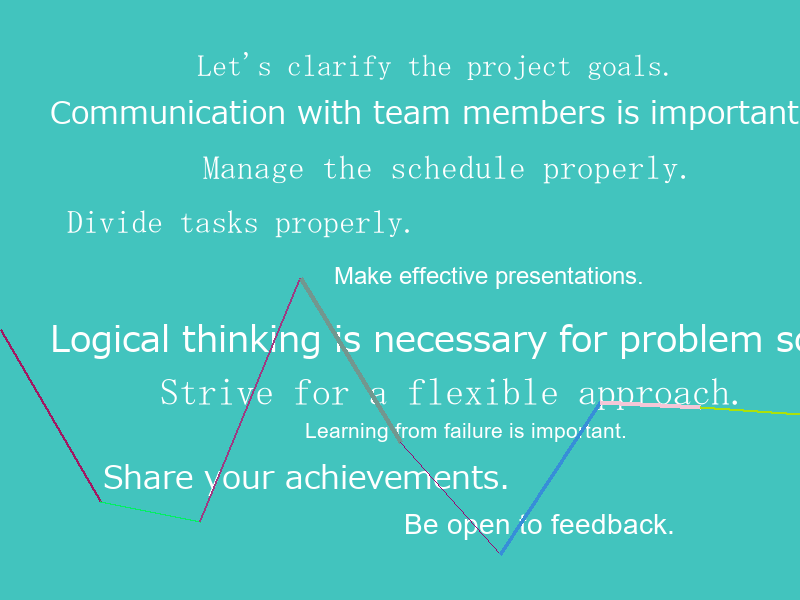 Let's clarify the project goals.
Communication with team members is important
Manage the schedule properly.
Divide tasks properly.
Make effective presentations.
Logical thinking is necessary for problem
Strive for a flexible approach.
Learning from failure is important.
Share your achievements.
Be open to feedback.